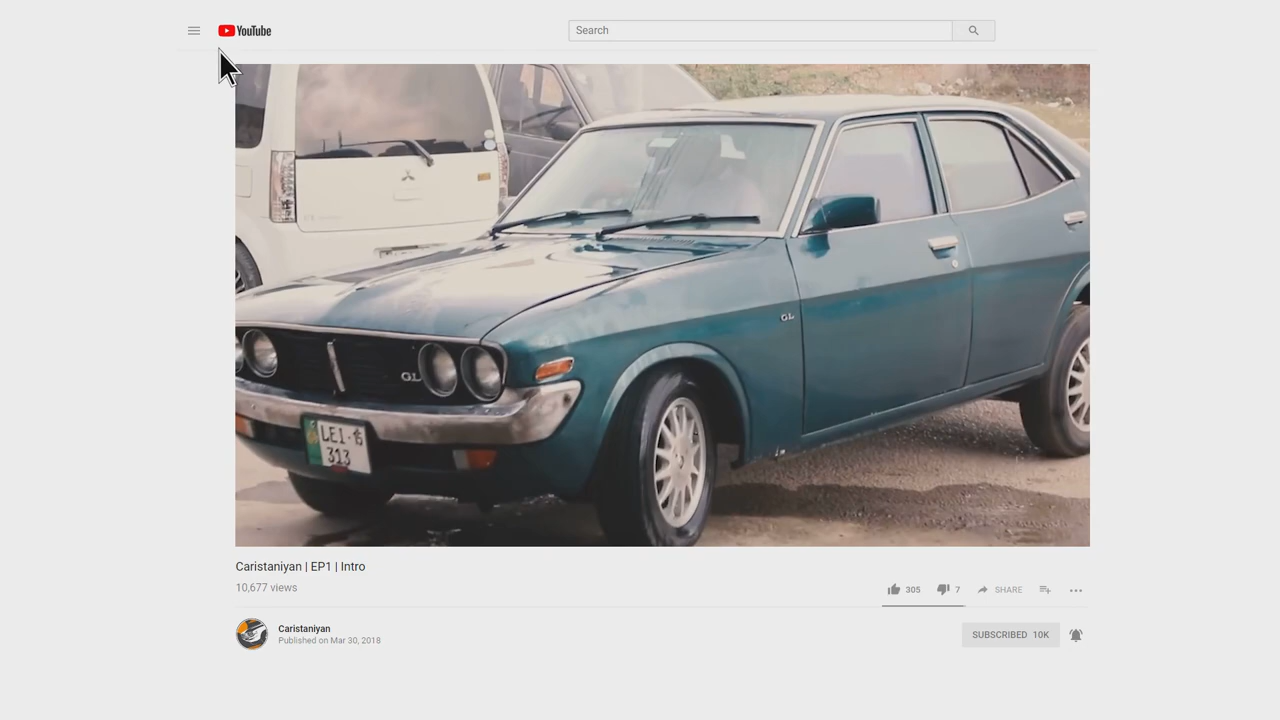 YouTube
Search
GL
GL
LE1-15
313
Caristaniyan | EP1 | Intro
10,677 views
305
7
SHARE
Caristaniyan
Published on Mar 30, 2018
SUBSCRIBED 10K